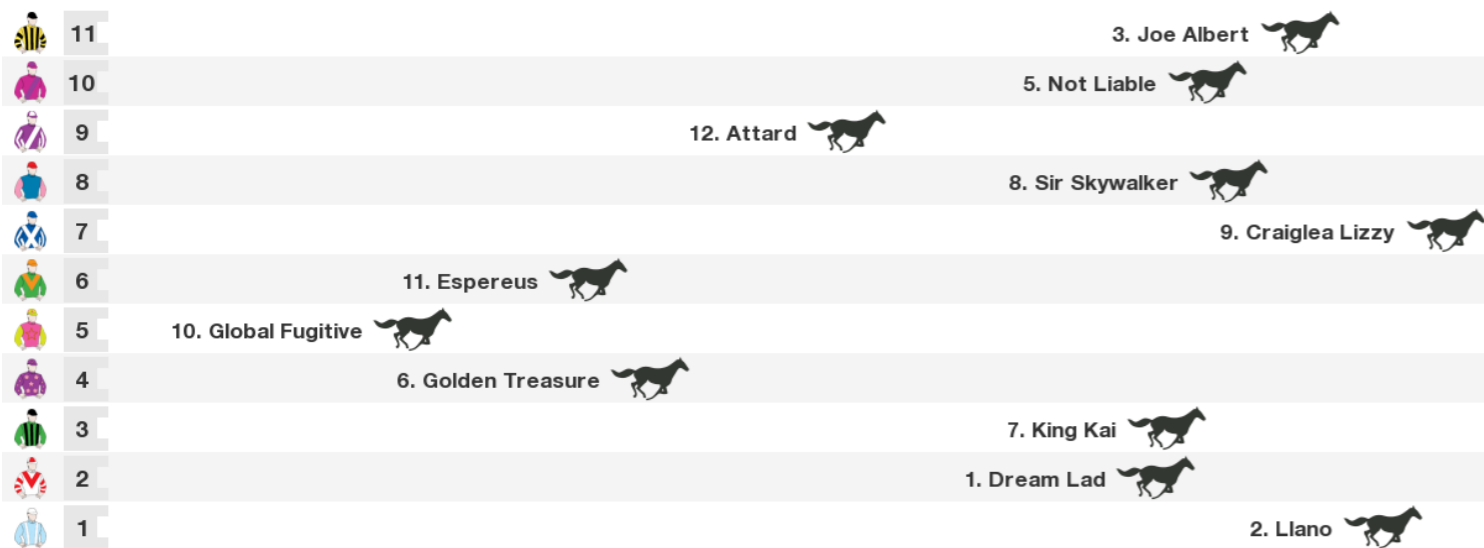 11 3. Joe Albert
10 5. Not Liable
9 12. Attard
8 8. Sir Skywalker
7 9. Craiglea Lizzy
6 11. Espereus
5 10. Global Fugitive
4 6. Golden Treasure
3 7. King Kai
2 1. Dream Lad
1 2. Llano